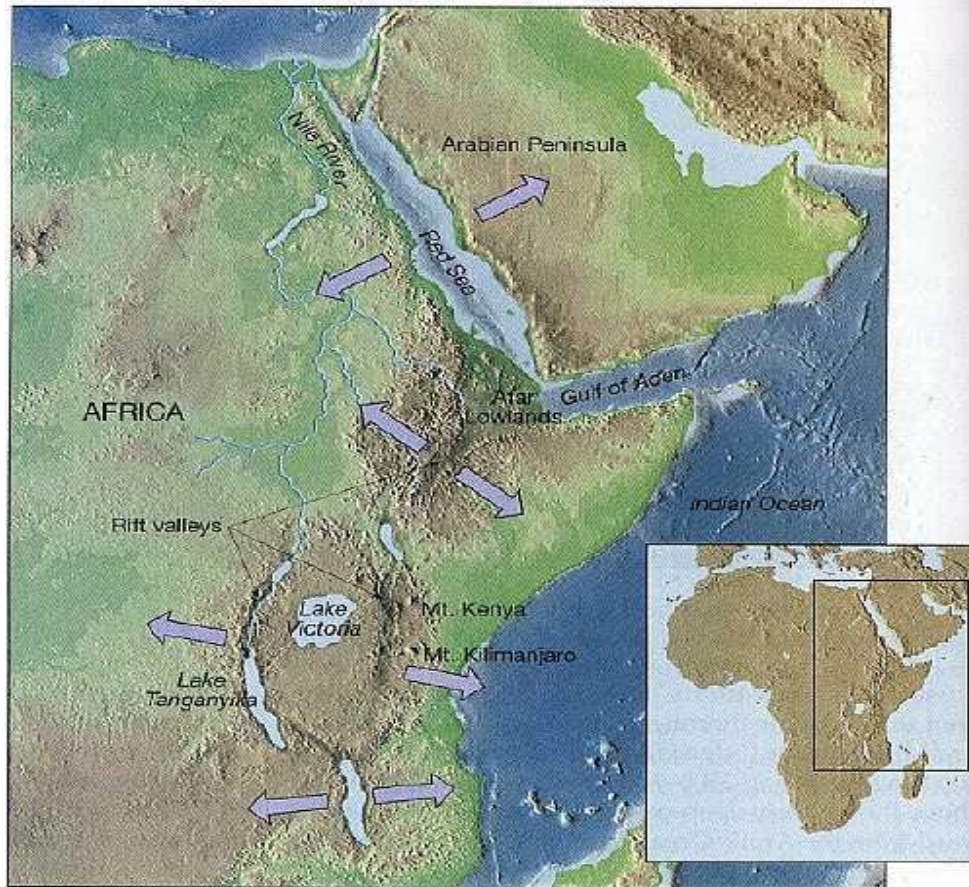 Nile River
Arabian Peninsula
Red Sea
AFRICA
Afar
Lowlands
Gulf of Aden
Indian Ocean
Rift valleys
Lake
Victoria
Mt. Kenya
Mt. Kilimanjaro
Lake
Tanganyika